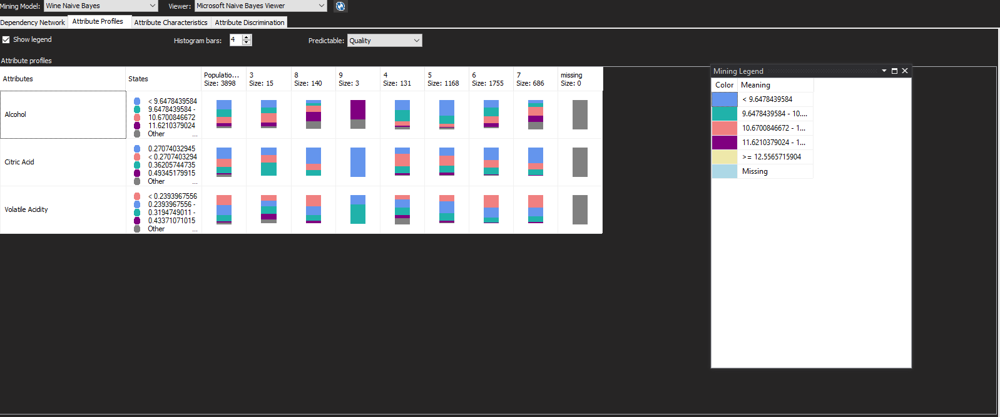 Mining Model: Wine Naive Bayes Viewer: Microsoft Naive Bayes Viewer
Dependency Network Attribute Profiles Attribute Characteristics Attribute Discrimination
Show legend Histogram bars: 4 Predictable: Quality
Attribute profiles
Attributes States Populatio... 3 8 9 4 5 6 7 missing
Size: 3898 Size: 15 Size: 140 Size: 3 Size: 131 Size: 1168 Size: 1755 Size: 686 Size: 0
Alcohol
< 9.6478439584
9.6478439584 -
10.6700846672
11.6210379024
Other ...
Citric Acid
0.27074032945
< 0.2707403294
0.36205744735
0.49345179915
Other ...
Volatile Acidity
< 0.2393967556
0.2393967556 -
0.3194749011 -
0.43371071015
Other ...
Mining Legend
Color Meaning
< 9.6478439584
9.6478439584 - 10....
10.6700846672 - 1...
11.6210379024 - 1...
>= 12.5565715904
Missing